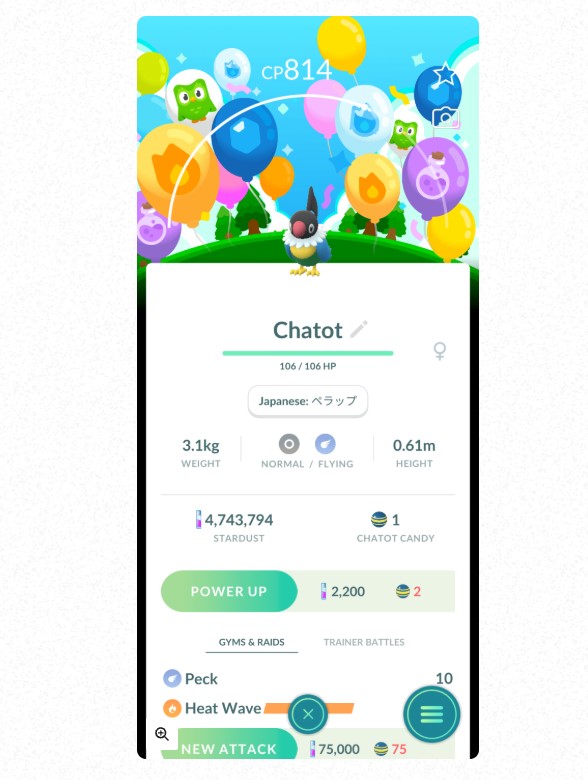 CP814
Chatot
106 / 106 HP
Japanese: ペラップ
3.1kg
WEIGHT
NORMAL / FLYING
0.61m
HEIGHT
4,743,794
STARDUST
1
CHATOT CANDY
POWER UP
2,200
2
GYMS & RAIDS
TRAINER BATTLES
Peck
10
Heat Wave
NEW ATTACK
75,000
75